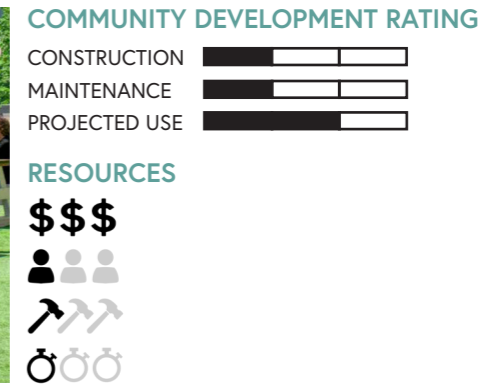 COMMUNITY DEVELOPMENT RATING
CONSTRUCTION
MAINTENANCE
PROJECTED USE
RESOURCES
$$$